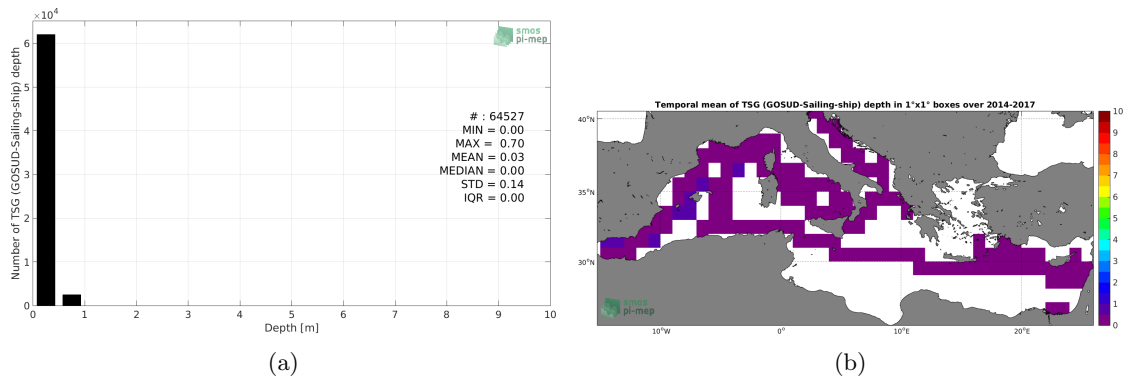 ×10⁴
6
5
4
3
2
1
0
Number of TSG (GOSUD-Sailing-ship) depth
smos
pi-mep
# : 64527
MIN = 0.00
MAX = 0.70
MEAN = 0.03
MEDIAN = 0.00
STD = 0.14
IQR = 0.00
0 1 2 3 4 5 6 7 8 9 10
Depth [m]
(a)
Temporal mean of TSG (GOSUD-Sailing-ship) depth in 1°x1° boxes over 2014-2017
40°N
35°N
30°N
smos
pi-mep
10°W 0° 10°E 20°E
10
9
8
7
6
5
4
3
2
1
0
(b)